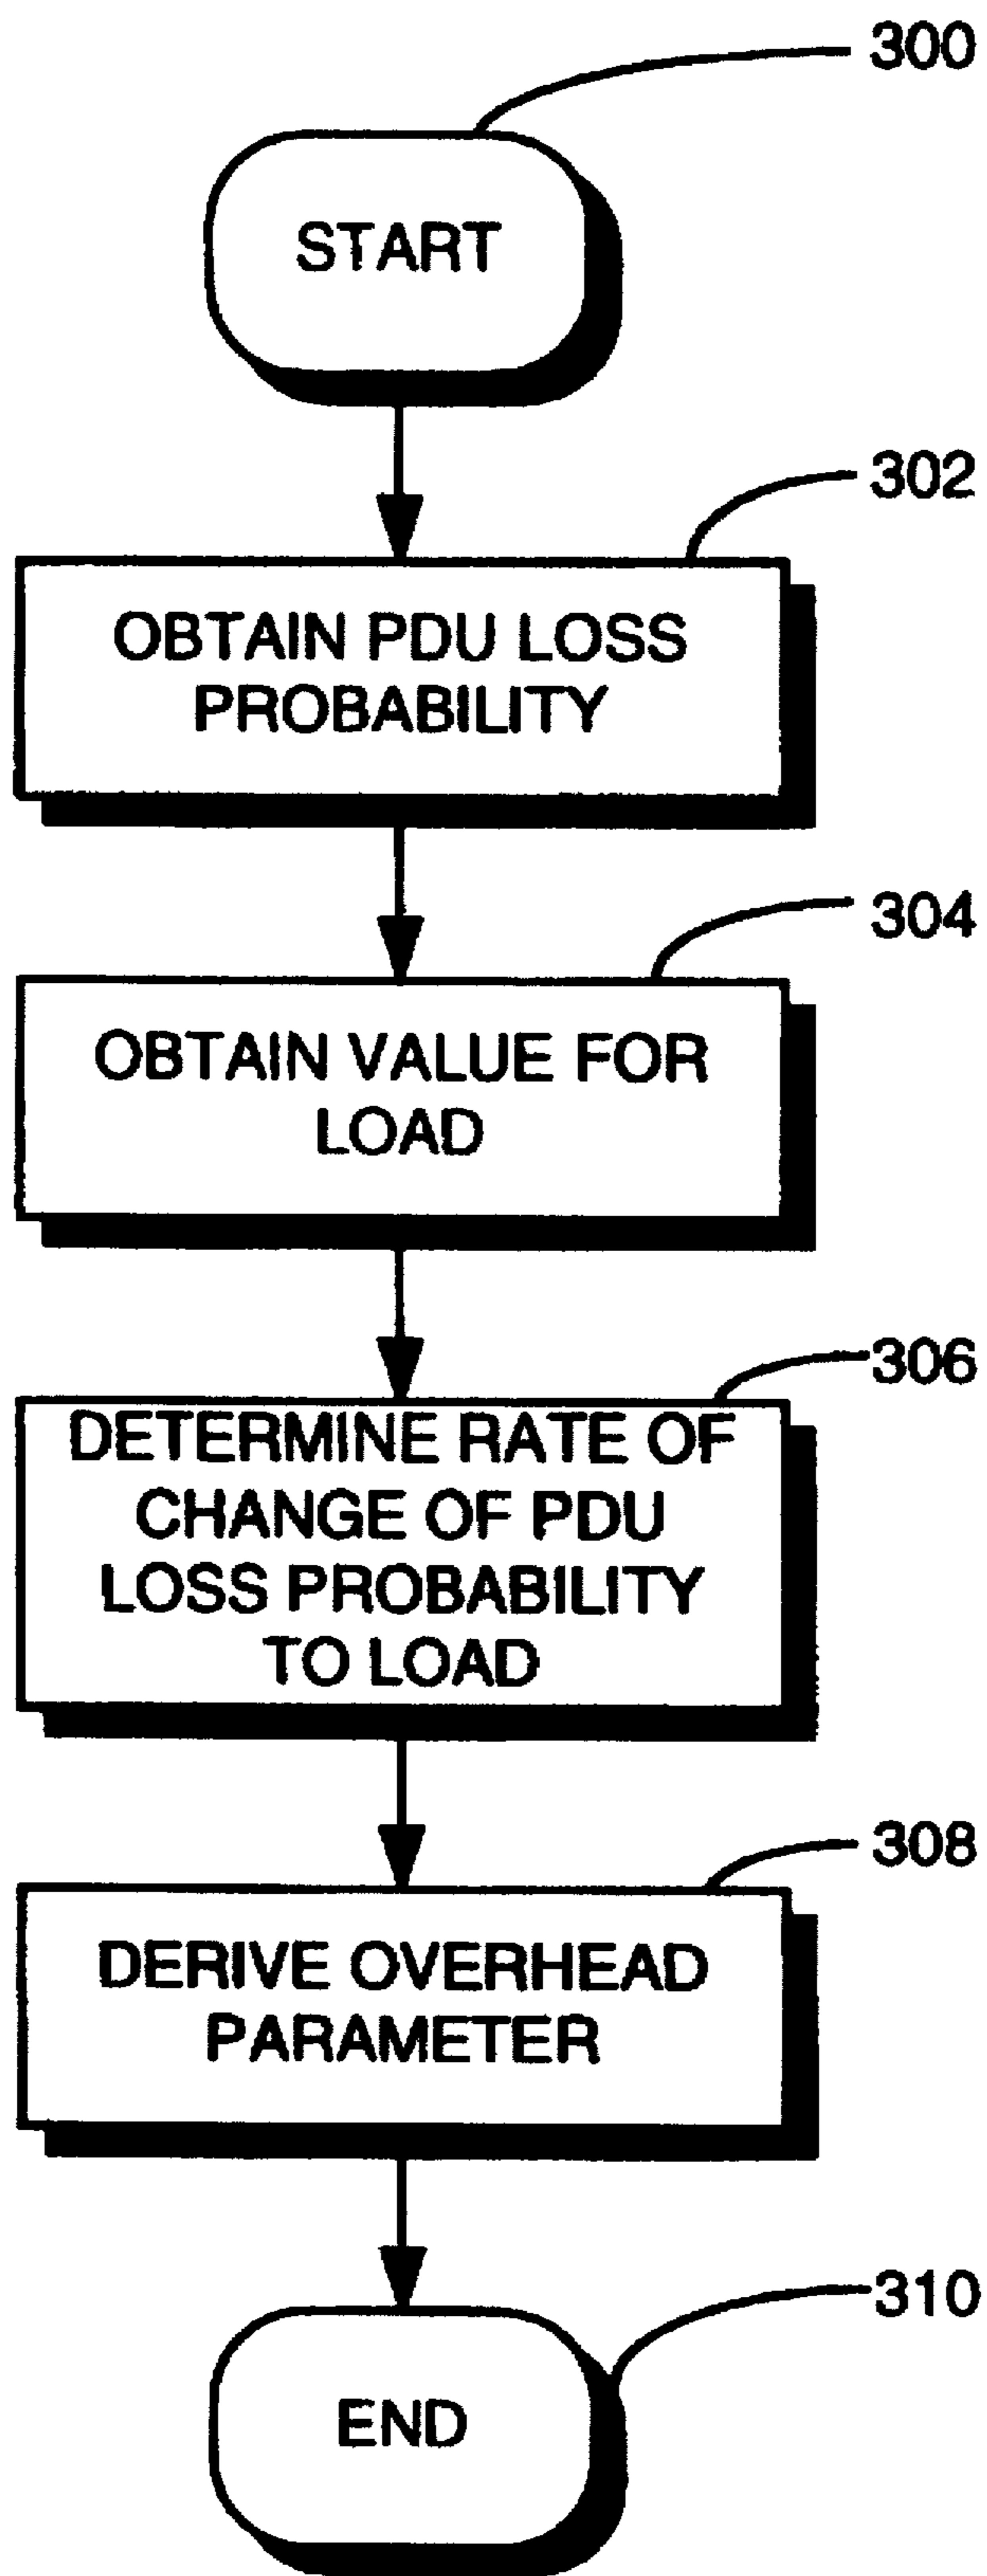 300
START
302
OBTAIN PDU LOSS
PROBABILITY
304
OBTAIN VALUE FOR
LOAD
306
DETERMINE RATE OF
CHANGE OF PDU
LOSS PROBABILITY
TO LOAD
308
DERIVE OVERHEAD
PARAMETER
310
END